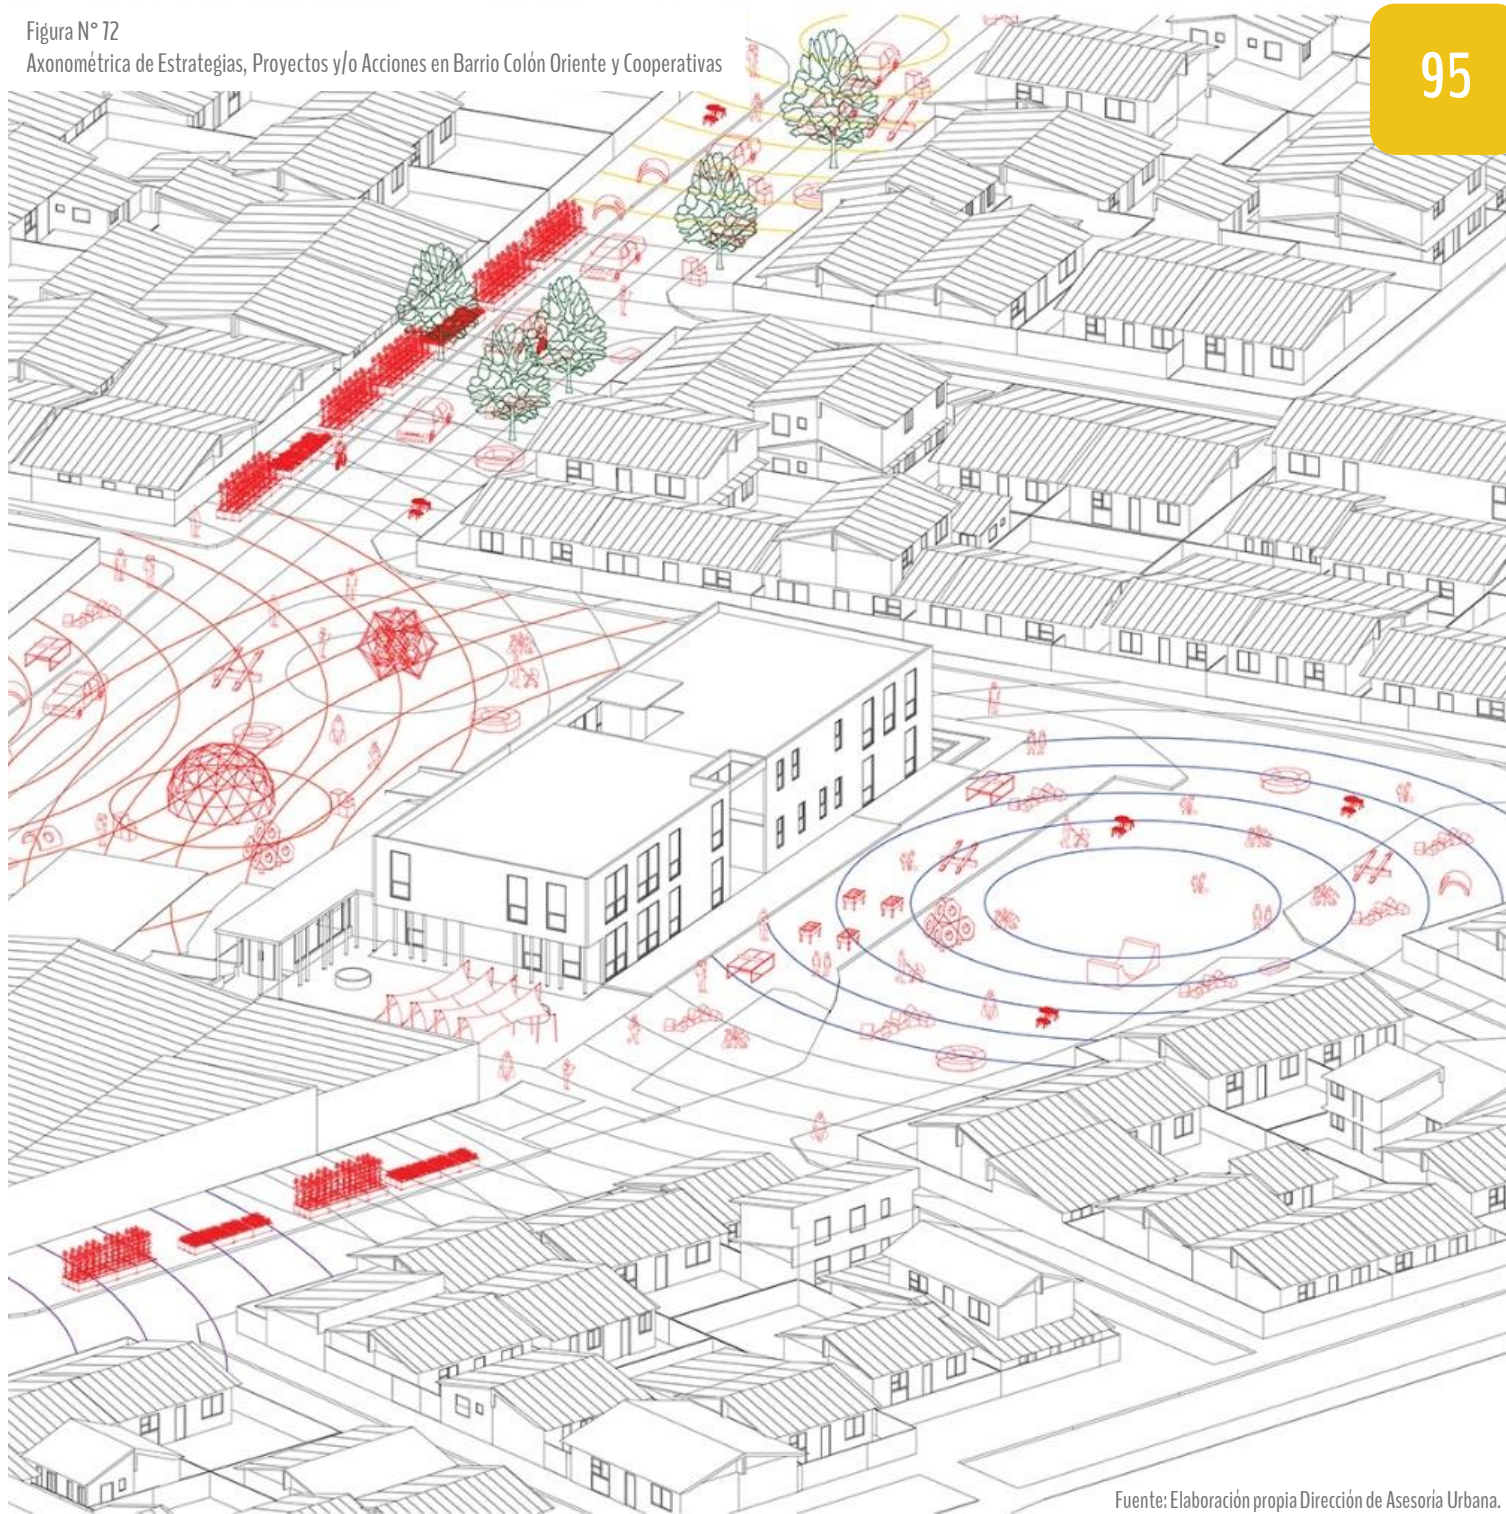 Figura N° 72
Axonométrica de Estrategias, Proyectos y/o Acciones en Barrio Colón Oriente y Cooperativas
95
Fuente: Elaboración propia Dirección de Asesoría Urbana.